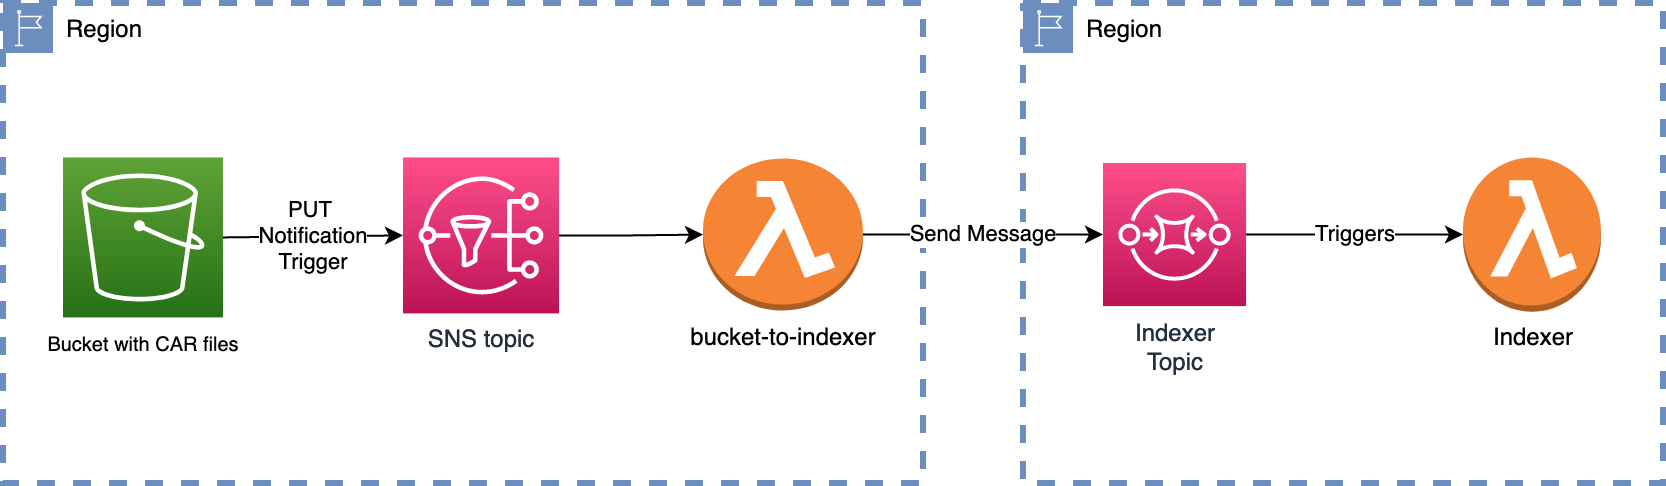 Region
Region
PUT
Notification
Trigger
Send Message
Triggers
Bucket with CAR files
SNS topic
bucket-to-indexer
Indexer
Topic
Indexer